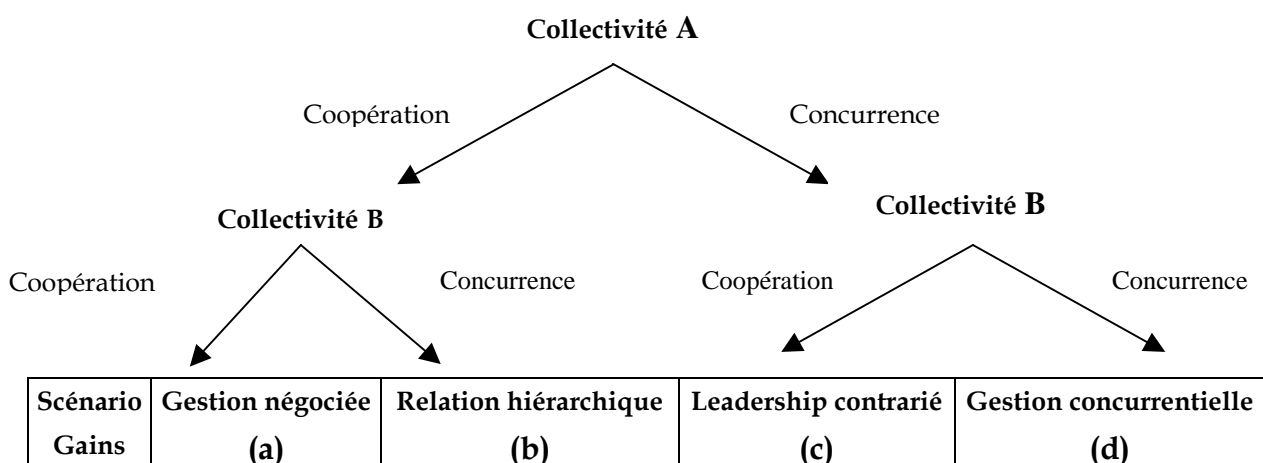 Collectivité A
Coopération Concurrence
Collectivité B Collectivité B
Coopération Concurrence Coopération Concurrence
Scénario Gestion négociée Relation hiérarchique Leadership contrarié Gestion concurrentielle
Gains (a) (b) (c) (d)